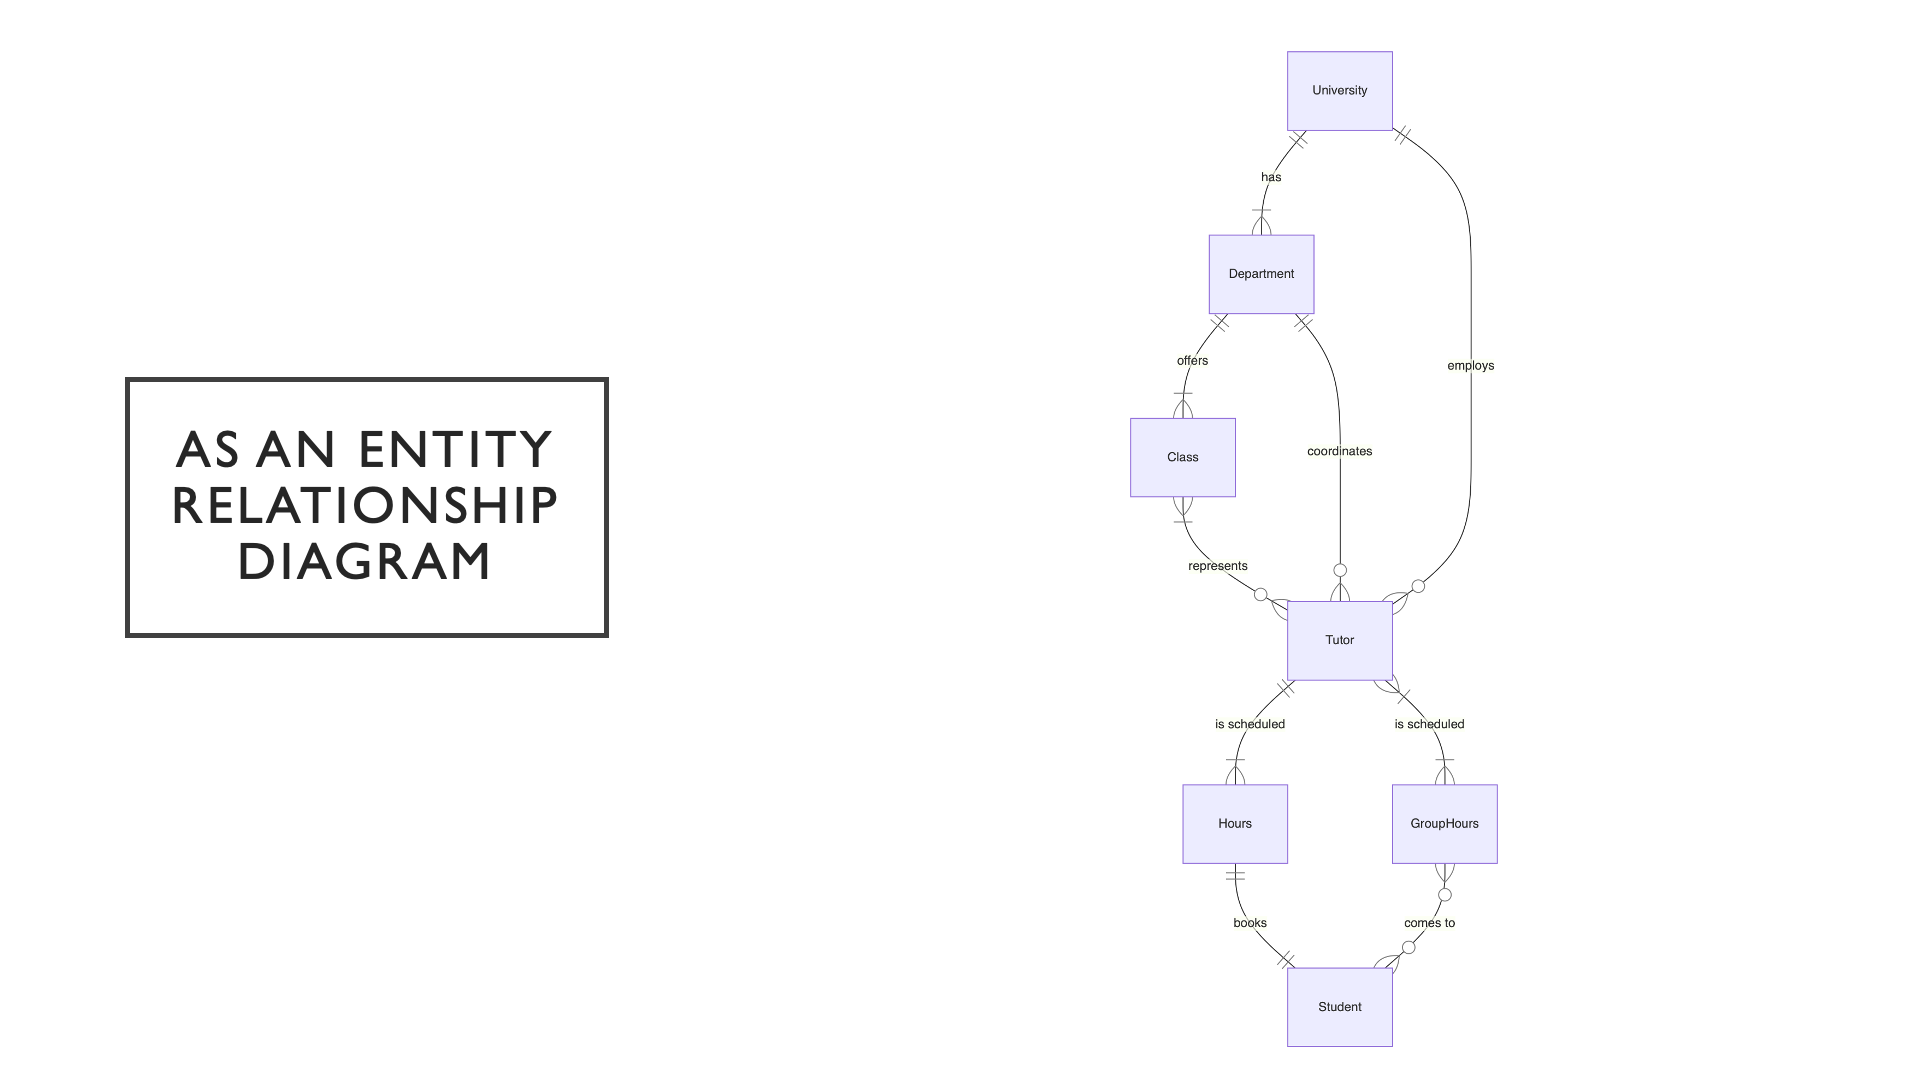 AS AN ENTITY
RELATIONSHIP
DIAGRAM
University
has
Department
offers
employs
coordinates
Class
represents
Tutor
is scheduled
is scheduled
Hours
GroupHours
books
comes to
Student